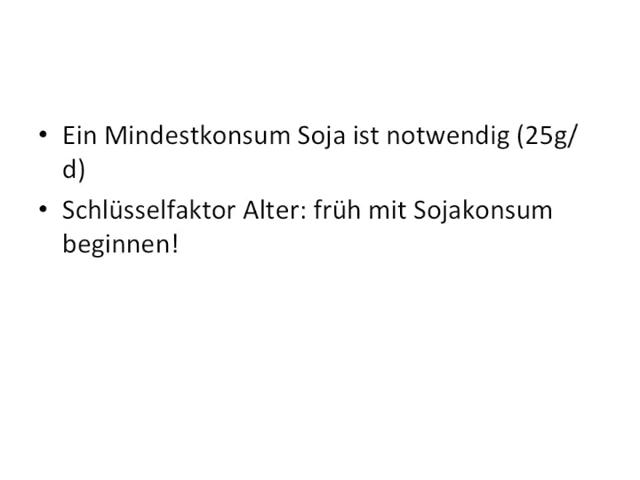 • Ein Mindestkonsum Soja ist notwendig (25g/
d)
• Schlüsselfaktor Alter: früh mit Sojakonsum
beginnen!